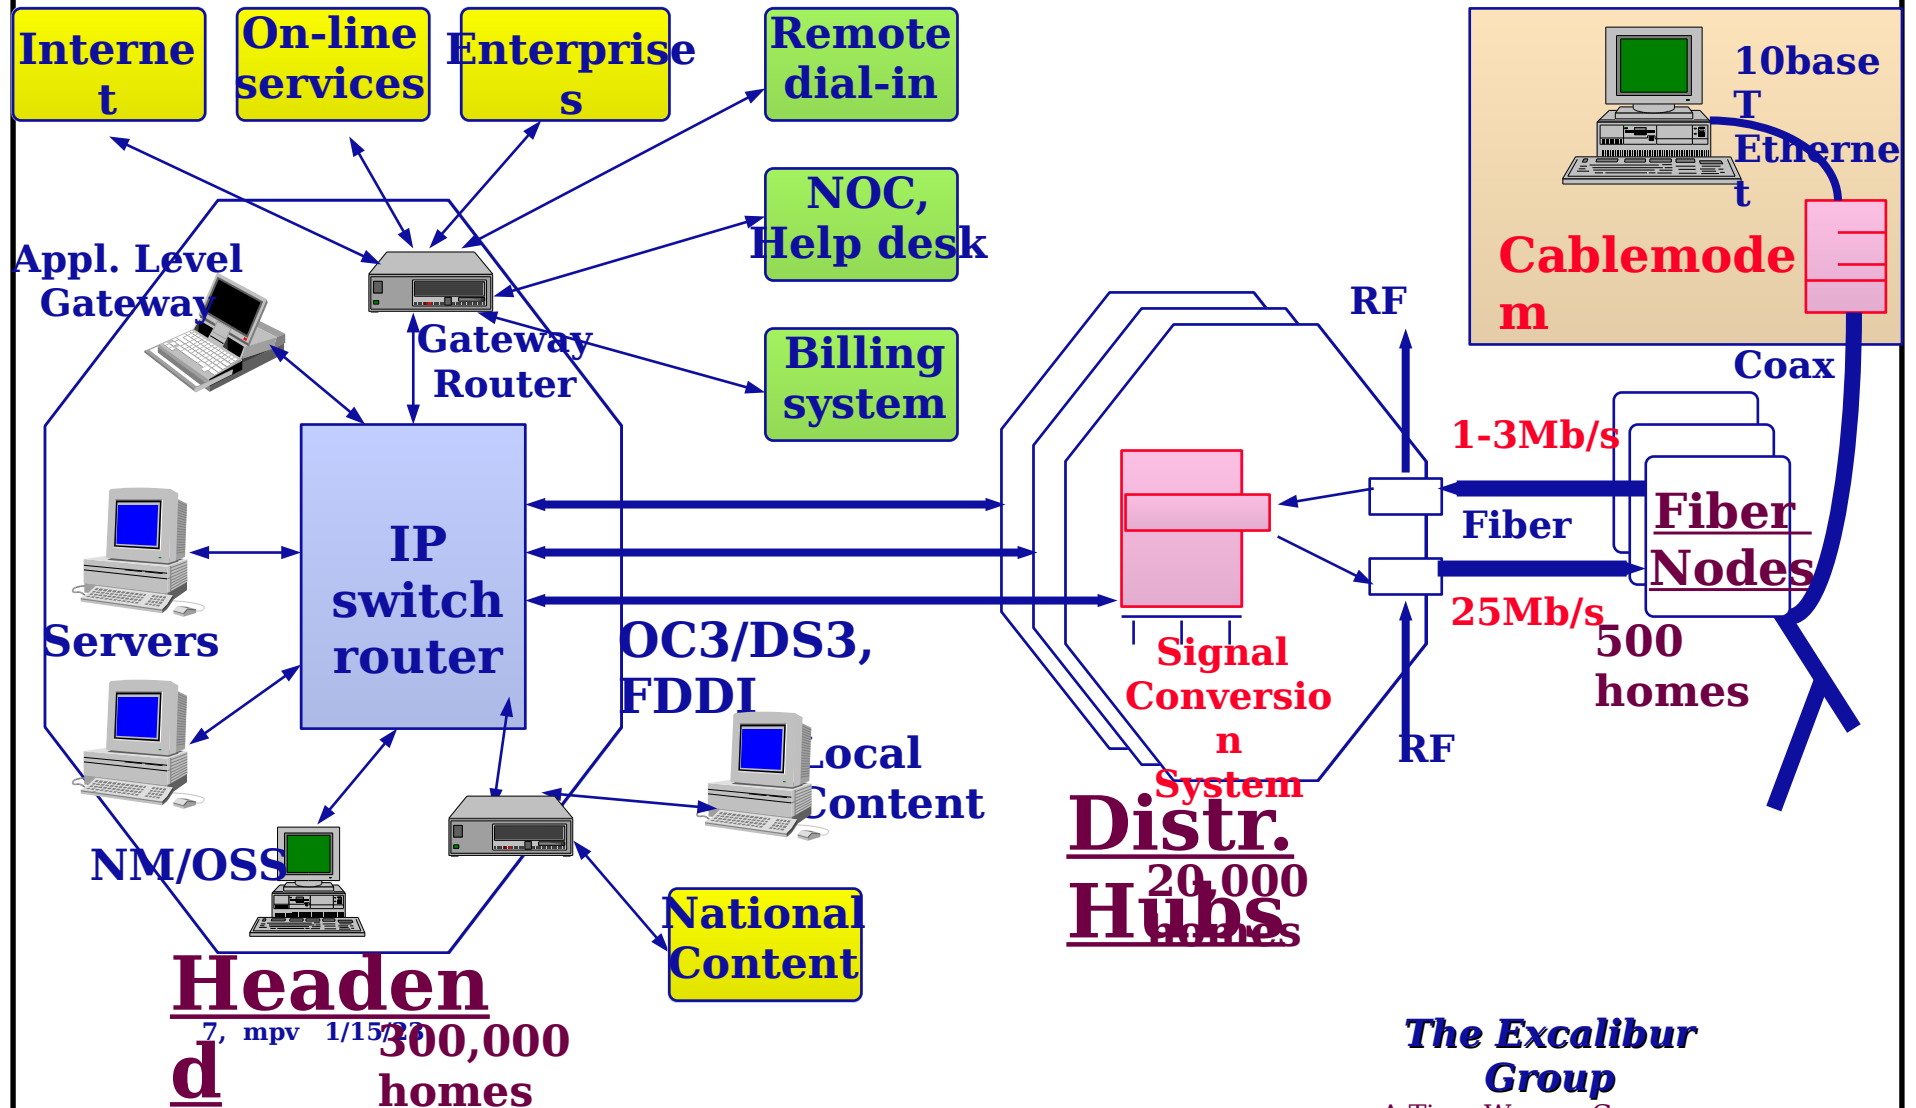 Interne
t
On-line
services
Enterprise
s
Remote
dial-in
10base
T
Etherne
t
NOC,
Help desk
Appl. Level
Gateway
Cablemode
m
RF
Gateway
Router
Billing
system
Coax
1-3Mb/s
Fiber
Fiber
Nodes
IP
switch
router
25Mb/s
500
homes
Servers
OC3/DS3,
FDDI
Signal
Conversio
n
System
RF
Local
Content
NM/OSS
Distr.
Hubs
20,000
homes
National
Content
Headen
d
7, mpv 1/15/23
300,000
homes
The Excalibur
Group